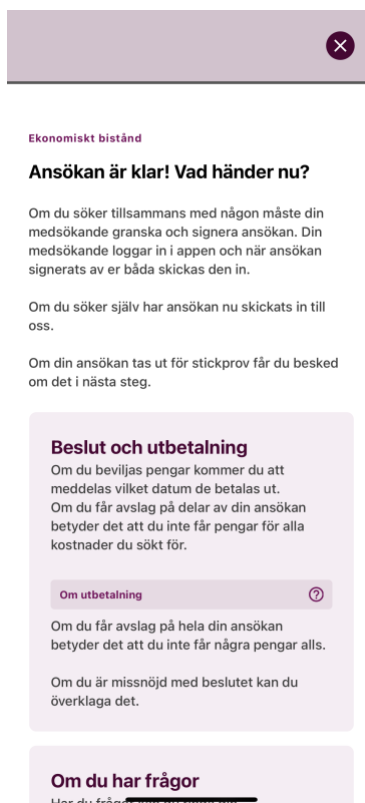 Ekonomiskt bistånd
Ansökan är klar! Vad händer nu?
Om du söker tillsammans med någon måste din
medsökande granska och signera ansökan. Din
medsökande loggar in i appen och när ansökan
signerats av er båda skickas den in.
Om du söker själv har ansökan nu skickats in till
oss.
Om din ansökan tas ut för stickprov får du besked
om det i nästa steg.
Beslut och utbetalning
Om du beviljas pengar kommer du att
meddelas vilket datum de betalas ut.
Om du får avslag på delar av din ansökan
betyder det att du inte får pengar för alla
kostnader du sökt för.
Om utbetalning
Om du får avslag på hela din ansökan
betyder det att du inte får några pengar alls.
Om du är missnöjd med beslutet kan du
överklaga det.
Om du har frågor
Har du